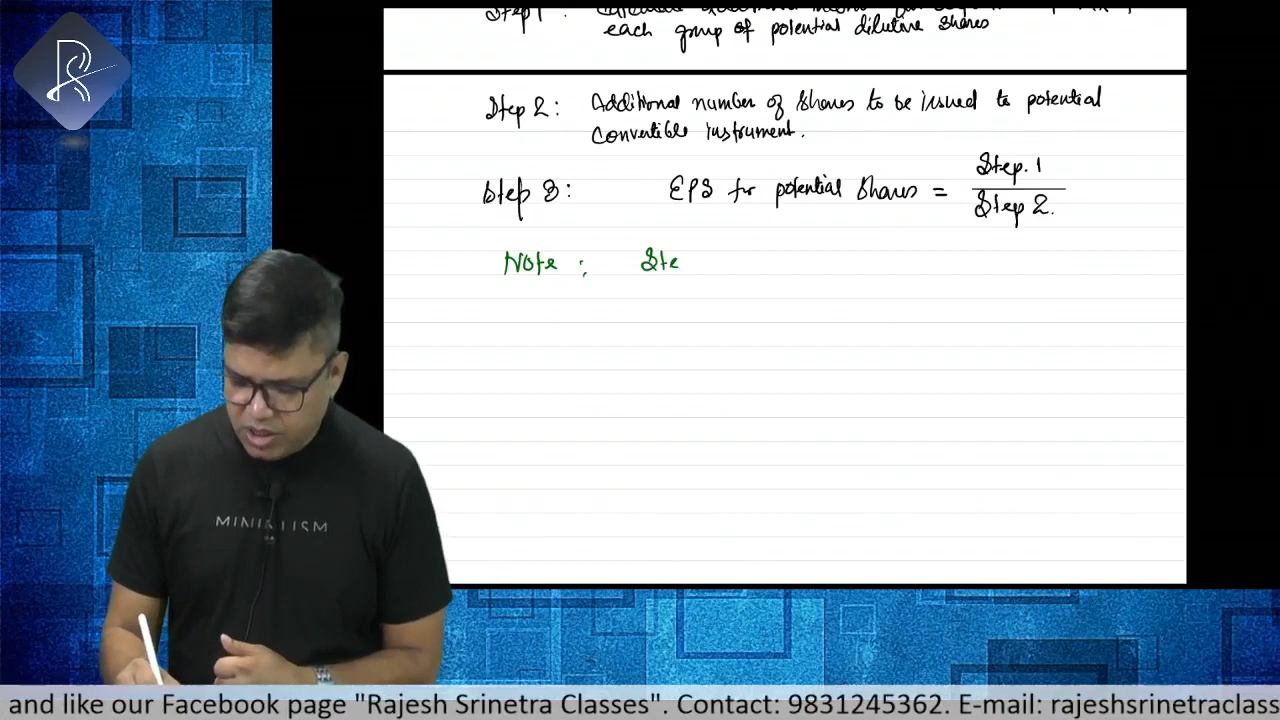 Step 1 :
each group of potential dilutive shares
Step 2 : Additional number of shares to be issued to potential
Convertible instrument.
Step 3 : EPS for potential shares = Step. 1
Step 2.
Note : Ste
MINIMALISM
and like our Facebook page "Rajesh Srinetra Classes". Contact: 9831245362. E-mail: rajeshsrinetraclass